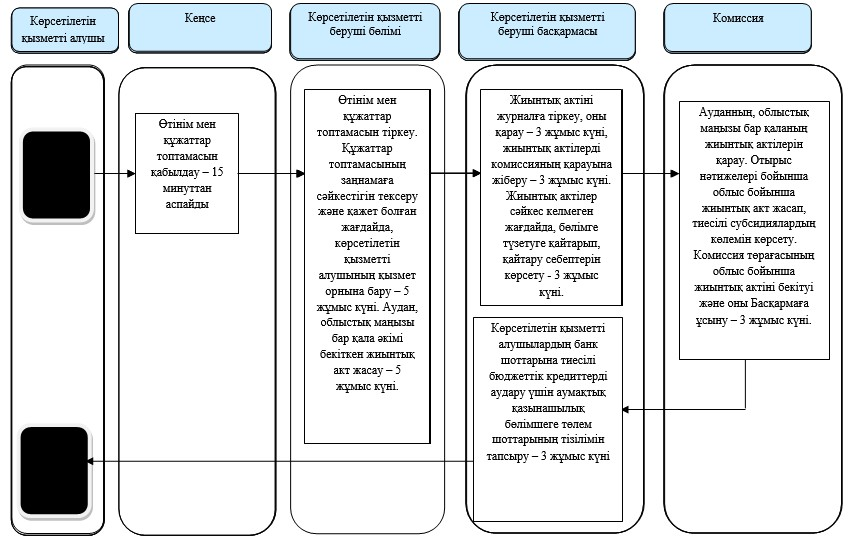 Көрсетілетін
қызметті алушы
Кеңсе
Көрсетілетін қызметті
беруші бөлімі
Көрсетілетін қызметті
беруші басқармасы
Комиссия
Өтінім мен
құжаттар
топтамасын
қабылдау – 15
минуттан
аспайды
Өтінім мен
құжаттар
топтамасын тіркеу.
Құжаттар
топтамасының
заңнамаға
сәйкестігін тексеру
және қажет болған
жағдайда,
көрсетілетін
қызметті
алушының қызмет
орнына бару – 5
жұмыс күні. Аудан,
облыстық маңызы
бар қала әкімі
бекіткен жиынтық
акт жасау – 5
жұмыс күні.
Жиынтық актіні
журналға тіркеу, оны
қарау – 3 жұмыс күні,
жиынтық актілерді
комиссияның қарауына
жіберу – 3 жұмыс күні.
Жиынтық актілер
сәйкес келмеген
жағдайда, бөлімге
түзетуге қайтарып,
қайтару себептерін
көрсету - 3 жұмыс
күні.
Көрсетілетін қызметті
алушылардың банк
шоттарына тиесілі
бюджеттік кредиттерді
аудару үшін аумақтық
қазынашылық
бөлімшеге төлем
шоттарының тізілімін
тапсыру – 3 жұмыс күні
Ауданның, облыстық
маңызы бар қаланың
жиынтық актілерін
қарау. Отырыс
нәтижелері бойынша
облыс бойынша
жиынтық акт жасап,
тиесілі субсидиялардың
көлемін көрсету.
Комиссия төрағасының
облыс бойынша
жиынтық актіні бекітуі
және оны Басқармаға
ұсыну – 3 жұмыс күні.